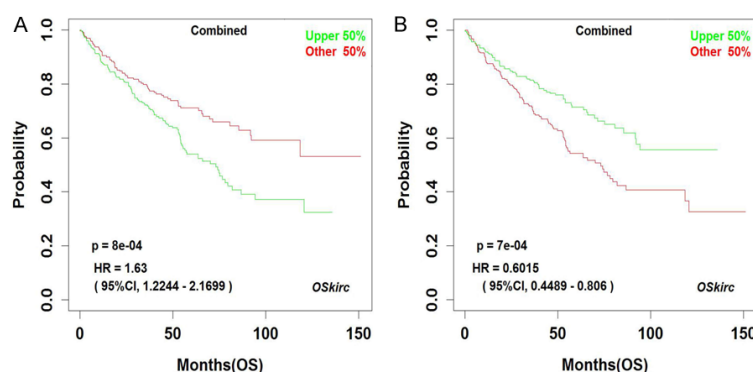 A
Combined
Upper 50%
Other 50%
Probability
1.0
0.8
0.6
0.4
0.2
0.0
p = 8e-04
HR = 1.63
( 95%CI, 1.2244 - 2.1699 )
OSkirc
0 50 100 150
Months(OS)
B
Combined
Upper 50%
Other 50%
Probability
1.0
0.8
0.6
0.4
0.2
0.0
p = 7e-04
HR = 0.6015
( 95%CI, 0.4489 - 0.806 )
OSkirc
0 50 100 150
Months(OS)